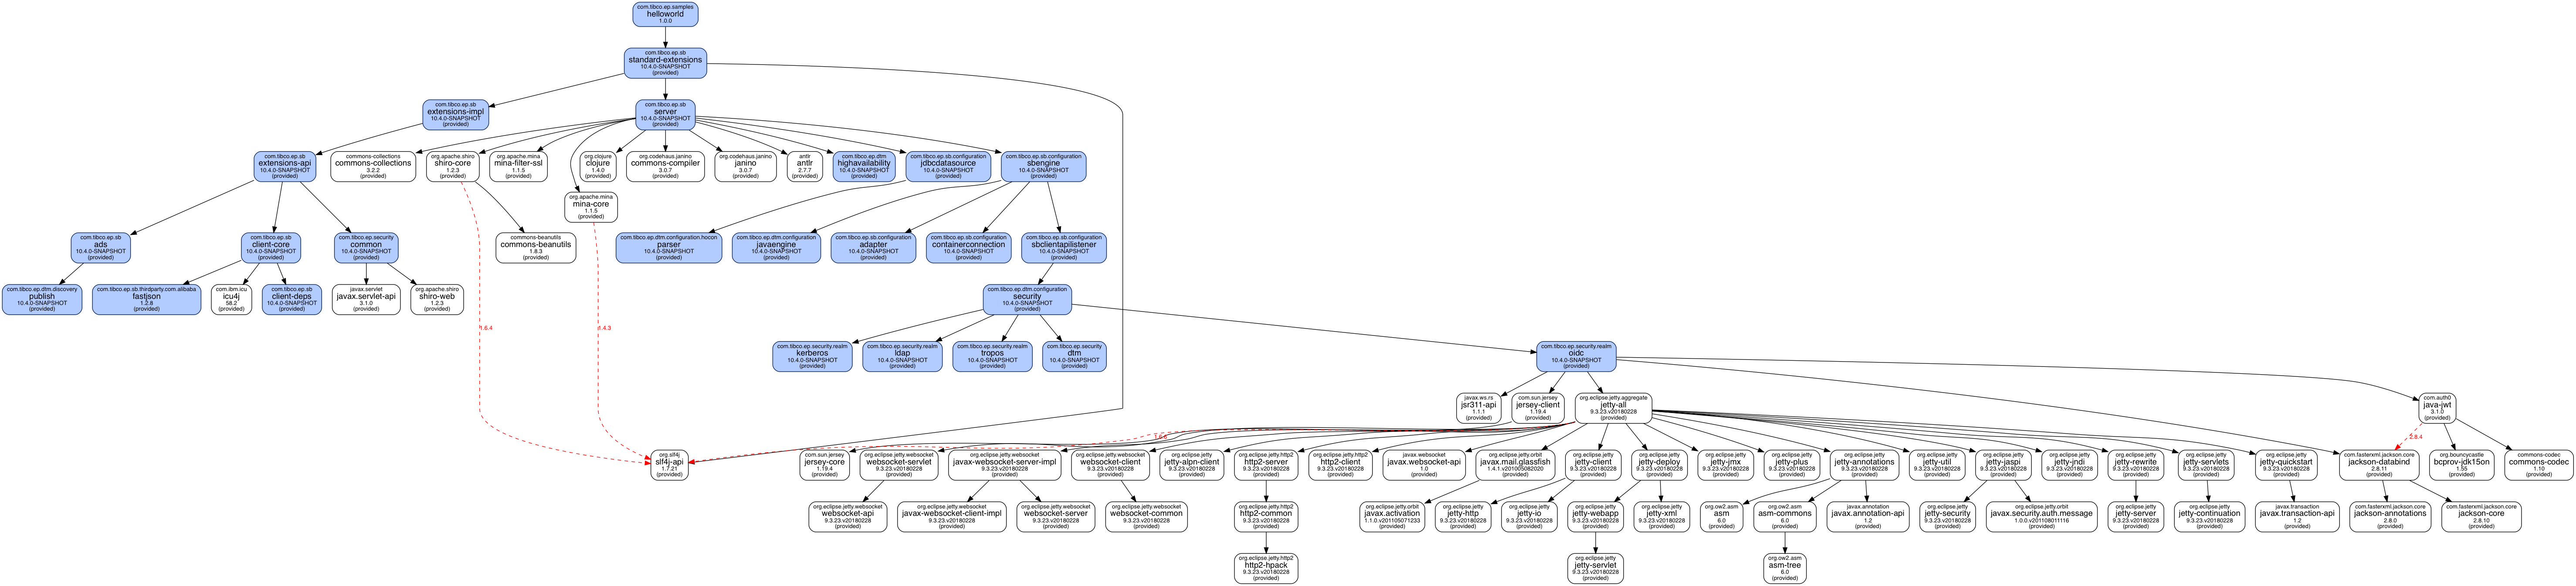 com.tibco.ep.samples
helloworld
1.0.0
com.tibco.ep.sb
standard-extensions
10.4.0-SNAPSHOT
(provided)
com.tibco.ep.sb
extensions-impl
10.4.0-SNAPSHOT
(provided)
com.tibco.ep.sb
server
10.4.0-SNAPSHOT
(provided)
com.tibco.ep.sb
extensions-api
10.4.0-SNAPSHOT
(provided)
commons-collections
commons-collections
3.2.2
(provided)
org.apache.shiro
shiro-core
1.2.3
(provided)
org.apache.mina
mina-filter-ssl
1.1.5
(provided)
org.clojure
clojure
1.4.0
(provided)
org.codehaus.janino
commons-compiler
3.0.7
(provided)
org.codehaus.janino
janino
3.0.7
(provided)
antlr
antlr
2.7.7
(provided)
com.tibco.ep.dtm
highavailability
10.4.0-SNAPSHOT
(provided)
com.tibco.ep.sb.configuration
jdbcdatasource
10.4.0-SNAPSHOT
(provided)
com.tibco.ep.sb.configuration
sbengine
10.4.0-SNAPSHOT
(provided)
org.apache.mina
mina-core
1.1.5
(provided)
com.tibco.ep.sb
ads
10.4.0-SNAPSHOT
(provided)
com.tibco.ep.sb
client-core
10.4.0-SNAPSHOT
(provided)
com.tibco.ep.security
common
10.4.0-SNAPSHOT
(provided)
commons-beanutils
commons-beanutils
1.8.3
(provided)
com.tibco.ep.dtm.configuration.hocon
parser
10.4.0-SNAPSHOT
(provided)
com.tibco.ep.dtm.configuration
javaengine
10.4.0-SNAPSHOT
(provided)
com.tibco.ep.sb.configuration
adapter
10.4.0-SNAPSHOT
(provided)
com.tibco.ep.sb.configuration
containerconnection
10.4.0-SNAPSHOT
(provided)
com.tibco.ep.sb.configuration
sbclientapilistener
10.4.0-SNAPSHOT
(provided)
com.tibco.ep.dtm.discovery
publish
10.4.0-SNAPSHOT
(provided)
com.tibco.ep.sb.thirdparty.com.alibaba
fastjson
1.2.8
(provided)
com.ibm.icu
icu4j
58.2
(provided)
com.tibco.ep.sb
client-deps
10.4.0-SNAPSHOT
(provided)
javax.servlet
javax.servlet-api
3.1.0
(provided)
org.apache.shiro
shiro-web
1.2.3
(provided)
com.tibco.ep.dtm.configuration
security
10.4.0-SNAPSHOT
(provided)
1.6.4
1.4.3
com.tibco.ep.security.realm
kerberos
10.4.0-SNAPSHOT
(provided)
com.tibco.ep.security.realm
ldap
10.4.0-SNAPSHOT
(provided)
com.tibco.ep.security.realm
tropos
10.4.0-SNAPSHOT
(provided)
com.tibco.ep.security
dtm
10.4.0-SNAPSHOT
(provided)
com.tibco.ep.security.realm
oidc
10.4.0-SNAPSHOT
(provided)
javax.ws.rs
jsr311-api
1.1.1
(provided)
com.sun.jersey
jersey-client
1.19.4
(provided)
org.eclipse.jetty.aggregate
jetty-all
9.3.23.v20180228
(provided)
com.auth0
java-jwt
3.1.0
(provided)
1.6.6
2.8.4
org.slf4j
slf4j-api
1.7.21
(provided)
com.sun.jersey
jersey-core
1.19.4
(provided)
org.eclipse.jetty.websocket
websocket-servlet
9.3.23.v20180228
(provided)
org.eclipse.jetty.websocket
javax-websocket-server-impl
9.3.23.v20180228
(provided)
org.eclipse.jetty.websocket
websocket-client
9.3.23.v20180228
(provided)
org.eclipse.jetty
jetty-alpn-client
9.3.23.v20180228
(provided)
org.eclipse.jetty.http2
http2-server
9.3.23.v20180228
(provided)
org.eclipse.jetty.http2
http2-client
9.3.23.v20180228
(provided)
javax.websocket
javax.websocket-api
1.0
(provided)
org.eclipse.jetty.orbit
javax.mail.glassfish
1.4.1.v201005082020
(provided)
org.eclipse.jetty
jetty-client
9.3.23.v20180228
(provided)
org.eclipse.jetty
jetty-deploy
9.3.23.v20180228
(provided)
org.eclipse.jetty
jetty-jmx
9.3.23.v20180228
(provided)
org.eclipse.jetty
jetty-plus
9.3.23.v20180228
(provided)
org.eclipse.jetty
jetty-annotations
9.3.23.v20180228
(provided)
org.eclipse.jetty
jetty-util
9.3.23.v20180228
(provided)
org.eclipse.jetty
jetty-jaspi
9.3.23.v20180228
(provided)
org.eclipse.jetty
jetty-jndi
9.3.23.v20180228
(provided)
org.eclipse.jetty
jetty-rewrite
9.3.23.v20180228
(provided)
org.eclipse.jetty
jetty-servlets
9.3.23.v20180228
(provided)
org.eclipse.jetty
jetty-quickstart
9.3.23.v20180228
(provided)
com.fasterxml.jackson.core
jackson-databind
2.8.11
(provided)
org.bouncycastle
bcprov-jdk15on
1.55
(provided)
commons-codec
commons-codec
1.10
(provided)
org.eclipse.jetty.websocket
websocket-api
9.3.23.v20180228
(provided)
org.eclipse.jetty.websocket
javax-websocket-client-impl
9.3.23.v20180228
(provided)
org.eclipse.jetty.websocket
websocket-server
9.3.23.v20180228
(provided)
org.eclipse.jetty.websocket
websocket-common
9.3.23.v20180228
(provided)
org.eclipse.jetty.http2
http2-common
9.3.23.v20180228
(provided)
org.eclipse.jetty.orbit
javax.activation
1.1.0.v201105071233
(provided)
org.eclipse.jetty
jetty-http
9.3.23.v20180228
(provided)
org.eclipse.jetty
jetty-io
9.3.23.v20180228
(provided)
org.eclipse.jetty
jetty-webapp
9.3.23.v20180228
(provided)
org.eclipse.jetty
jetty-xml
9.3.23.v20180228
(provided)
org.ow2.asm
asm
6.0
(provided)
org.ow2.asm
asm-commons
6.0
(provided)
javax.annotation
javax.annotation-api
1.2
(provided)
org.eclipse.jetty
jetty-security
9.3.23.v20180228
(provided)
org.eclipse.jetty.orbit
javax.security.auth.message
1.0.0.v201108011116
(provided)
org.eclipse.jetty
jetty-server
9.3.23.v20180228
(provided)
org.eclipse.jetty
jetty-continuation
9.3.23.v20180228
(provided)
javax.transaction
javax.transaction-api
1.2
(provided)
com.fasterxml.jackson.core
jackson-annotations
2.8.0
(provided)
com.fasterxml.jackson.core
jackson-core
2.8.10
(provided)
org.eclipse.jetty.http2
http2-hpack
9.3.23.v20180228
(provided)
org.eclipse.jetty
jetty-servlet
9.3.23.v20180228
(provided)
org.ow2.asm
asm-tree
6.0
(provided)